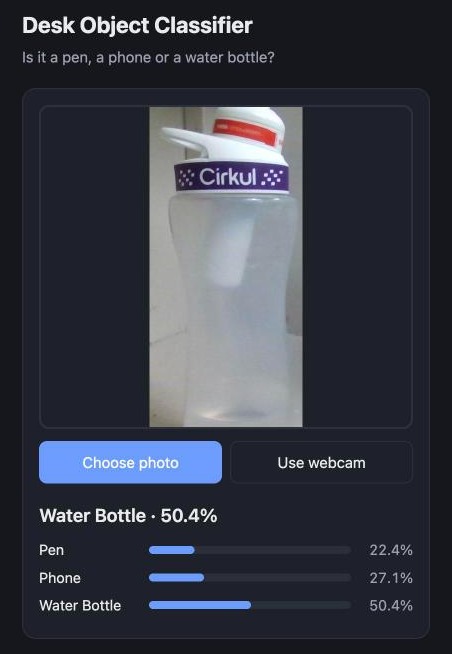 Desk Object Classifier
Is it a pen, a phone or a water bottle?
Cirkul
Choose photo
Use webcam
Water Bottle · 50.4%
Pen 22.4%
Phone 27.1%
Water Bottle 50.4%